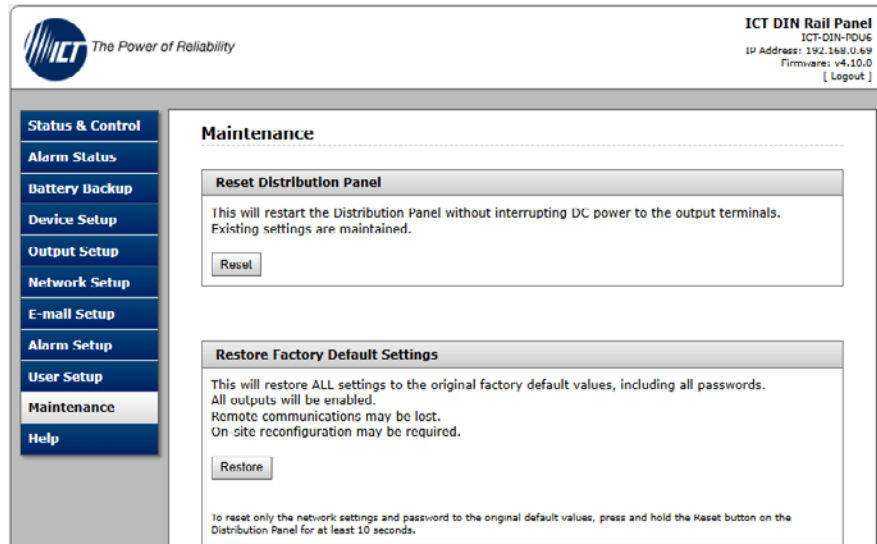 ICT
The Power of Reliability
ICT DIN Rail Panel
ICT-DIN-PDU6
IP Address: 192.168.0.69
Firmware: v4.10.0
[ Logout ]
Status & Control
Alarm Status
Battery Backup
Device Setup
Output Setup
Network Setup
E-mail Setup
Alarm Setup
User Setup
Maintenance
Help
Maintenance
Reset Distribution Panel
This will restart the Distribution Panel without interrupting DC power to the output terminals.
Existing settings are maintained.
Reset
Restore Factory Default Settings
This will restore ALL settings to the original factory default values, including all passwords.
All outputs will be enabled.
Remote communications may be lost.
On-site reconfiguration may be required.
Restore
To reset only the network settings and password to the original default values, press and hold the Reset button on the
Distribution Panel for at least 10 seconds.